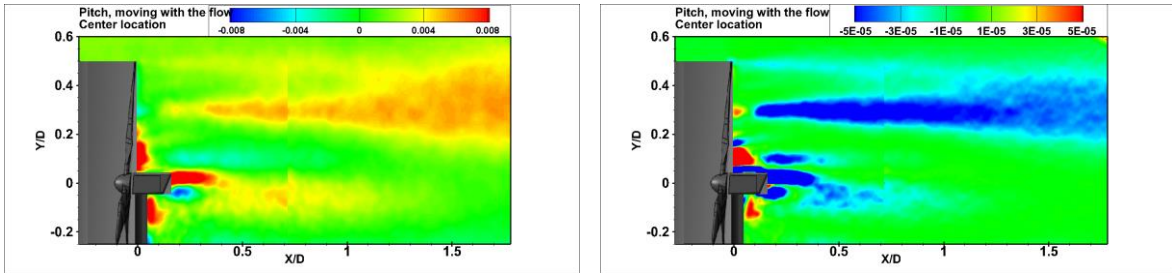 Pitch, moving with the flow
Center location
-0.008 -0.004 0 0.004 0.008
0.6
0.4
0.2
0
-0.2
Y/D
0 0.5 1 1.5
X/D
Pitch, moving with the flow
Center location
-5E-05 -3E-05 -1E-05 1E-05 3E-05 5E-05
0.6
0.4
0.2
0
-0.2
Y/D
0 0.5 1 1.5
X/D